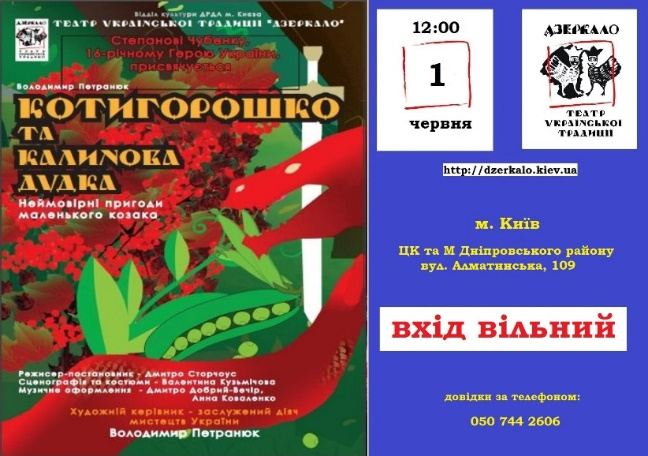 Відділ культури ДРДА м. Києва
ТЕАТР УКРАЇНСЬКОЇ ТРАДИЦІЇ "ДЗЕРКАЛО"
Степанові Чубенку,
16-річному Герою України,
присвячується
Володимир Петранюк
КОТИГОРОШКО
ТА
КАЛИНОВА
ДУДКА
Неймовірні пригоди
маленького козака
Режисер-постановник - Дмитро Сторчоус
Сценографія та костюми - Валентина Кузьмічова
Музичне оформлення - Дмитро Добрий-Вечір,
Анна Коваленко
Художній керівник - заслужений діяч
мистецтв України
Володимир Петранюк
12:00
1
червня
ДЗЕРКАЛО
ТЕАТР
УКРАЇНСЬКОЇ
ТРАДИЦІЇ
http://dzerkalo.kiev.ua
м. Київ
ЦК та М Дніпровського району
вул. Алматинська, 109
вхід вільний
довідки за телефоном:
050 744 2606